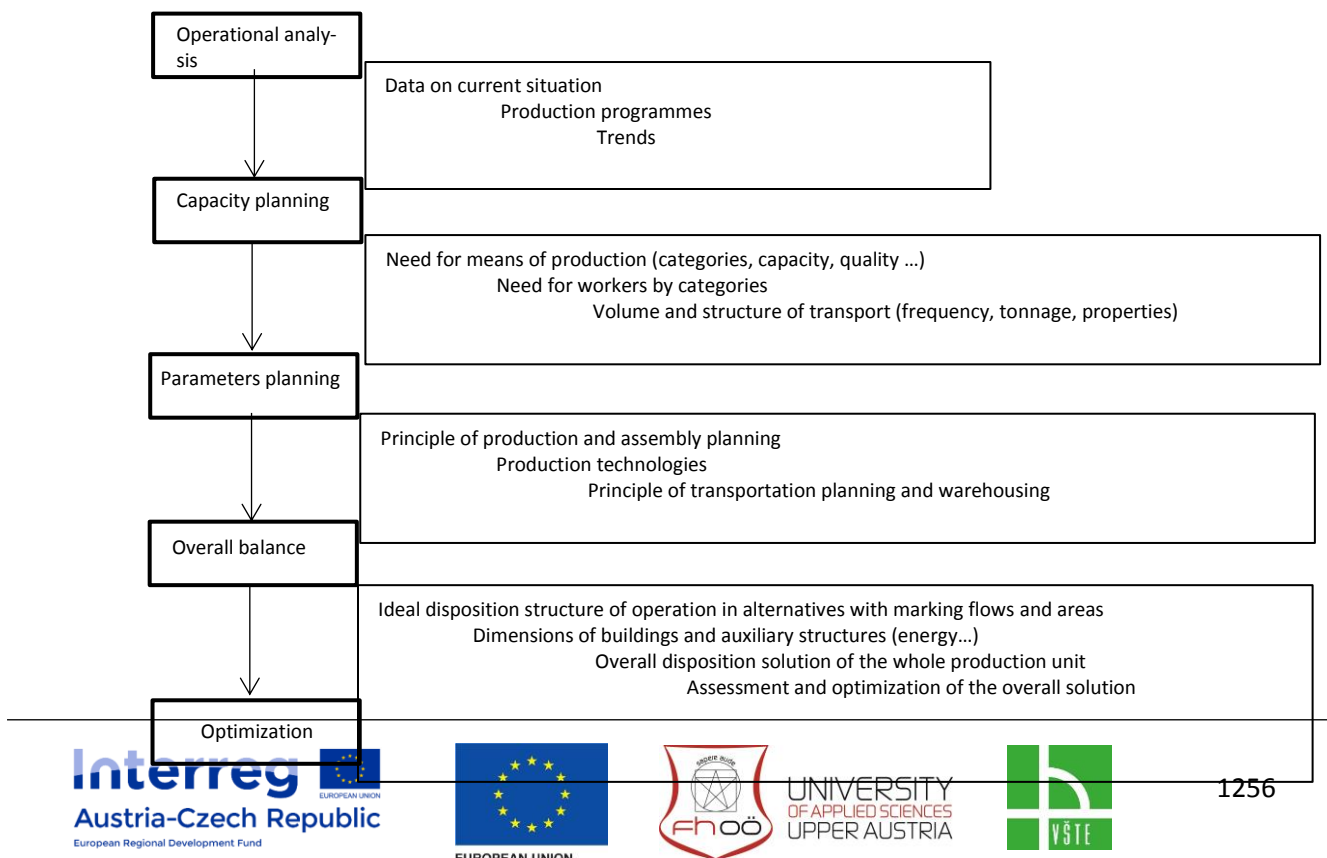 Operational analy-
sis
Data on current situation
Production programmes
Trends
Capacity planning
Need for means of production (categories, capacity, quality …)
Need for workers by categories
Volume and structure of transport (frequency, tonnage, properties)
Parameters planning
Principle of production and assembly planning
Production technologies
Principle of transportation planning and warehousing
Overall balance
Ideal disposition structure of operation in alternatives with marking flows and areas
Dimensions of buildings and auxiliary structures (energy…)
Overall disposition solution of the whole production unit
Assessment and optimization of the overall solution
Optimization
Interreg
EUROPEAN UNION
Austria-Czech Republic
European Regional Development Fund
EUROPEAN UNION
sapere aude
fhoö
UNIVERSITY
OF APPLIED SCIENCES
UPPER AUSTRIA
VŠTE
1256